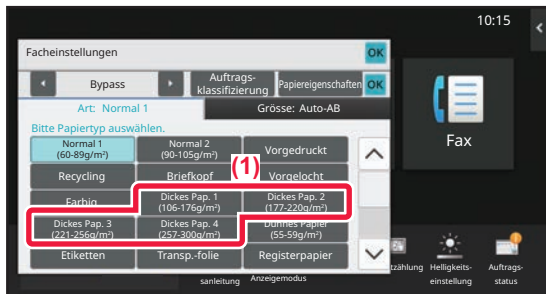 10:15
Facheinstellungen
OK
Bypass
Auftrags-
klassifizierung
Papiereigenschaften
OK
Art: Normal 1
Grösse: Auto-AB
Bitte Papiertyp auswählen.
Normal 1
(60-89g/m²)
Normal 2
(90-105g/m²)
Vorgedruckt
Fax
Recycling
Briefkopf
(1)
Vorgelocht
Farbig
Dickes Pap. 1
(106-176g/m²)
Dickes Pap. 2
(177-220g/m²)
Dickes Pap. 3
(221-256g/m²)
Dickes Pap. 4
(257-300g/m²)
Dünnes Papier
(55-59g/m²)
Etiketten
Transp.-folie
Registerpapier
sanleitung
Anzeigemodus
tzählung
Helligkeits-
einstellung
Auftrags-
status